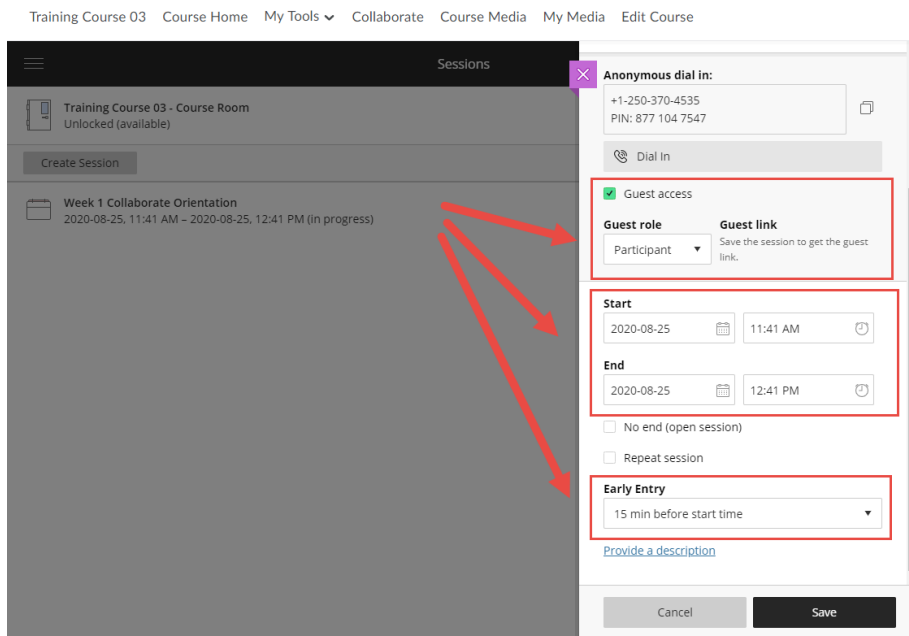 Training Course 03 Course Home My Tools Collaborate Course Media My Media Edit Course
Sessions
Training Course 03 - Course Room
Unlocked (available)
Create Session
Week 1 Collaborate Orientation
2020-08-25, 11:41 AM – 2020-08-25, 12:41 PM (in progress)
Anonymous dial in:
+1-250-370-4535
PIN: 877 104 7547
Dial In
Guest access
Guest role
Participant
Guest link
Save the session to get the guest
link.
Start
2020-08-25 11:41 AM
End
2020-08-25 12:41 PM
No end (open session)
Repeat session
Early Entry
15 min before start time
Provide a description
Cancel Save